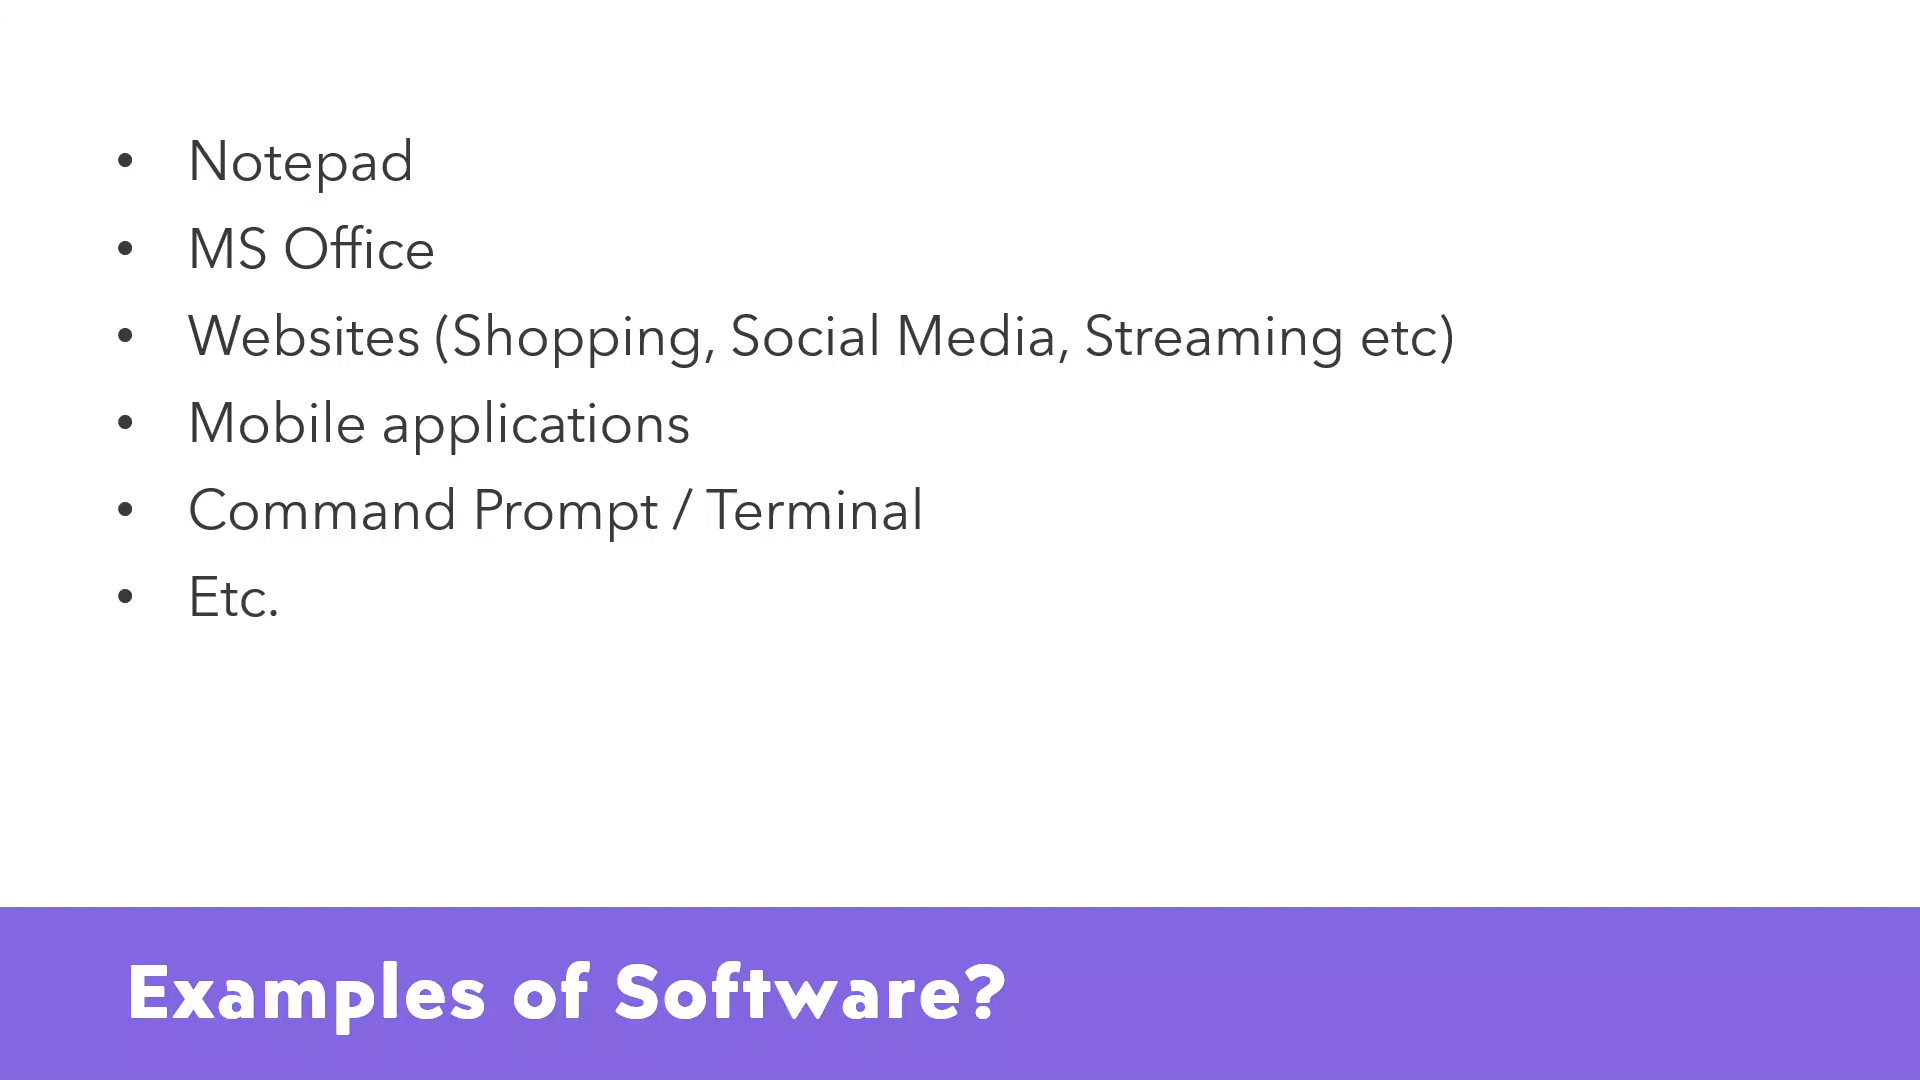 • Notepad
• MS Office
• Websites (Shopping, Social Media, Streaming etc)
• Mobile applications
• Command Prompt / Terminal
• Etc.
Examples of Software?